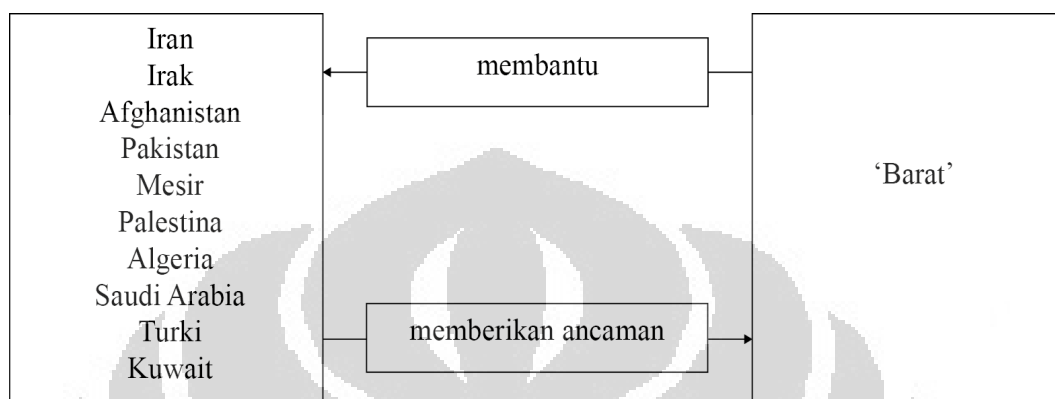 Iran
Irak
Afghanistan
Pakistan
Mesir
Palestina
Algeria
Saudi Arabia
Turki
Kuwait
membantu
memberikan ancaman
‘Barat’